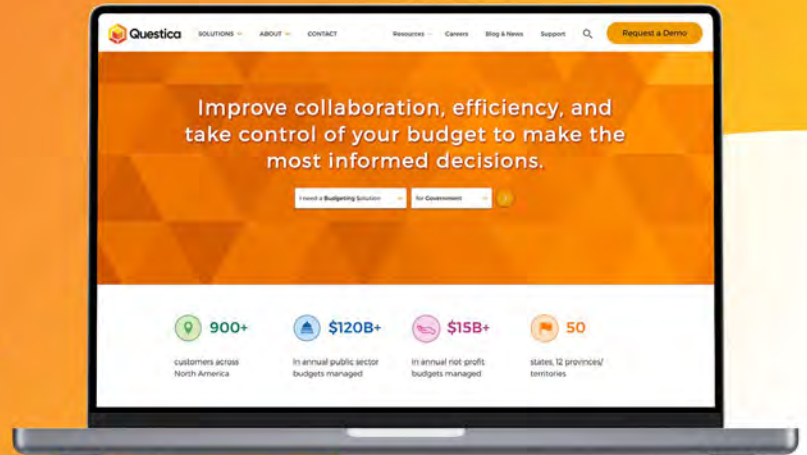 Questica
SOLUTIONS
ABOUT
CONTACT
Resources
Careers
Blog & News
Support
Request a Demo
Improve collaboration, efficiency, and
take control of your budget to make the
most informed decisions.
I need a Budgeting Solution
for Government
900+
customers across
North America
$120B+
in annual public sector
budgets managed
$15B+
in annual not-profit
budgets managed
50
states, 12 provinces/
territories